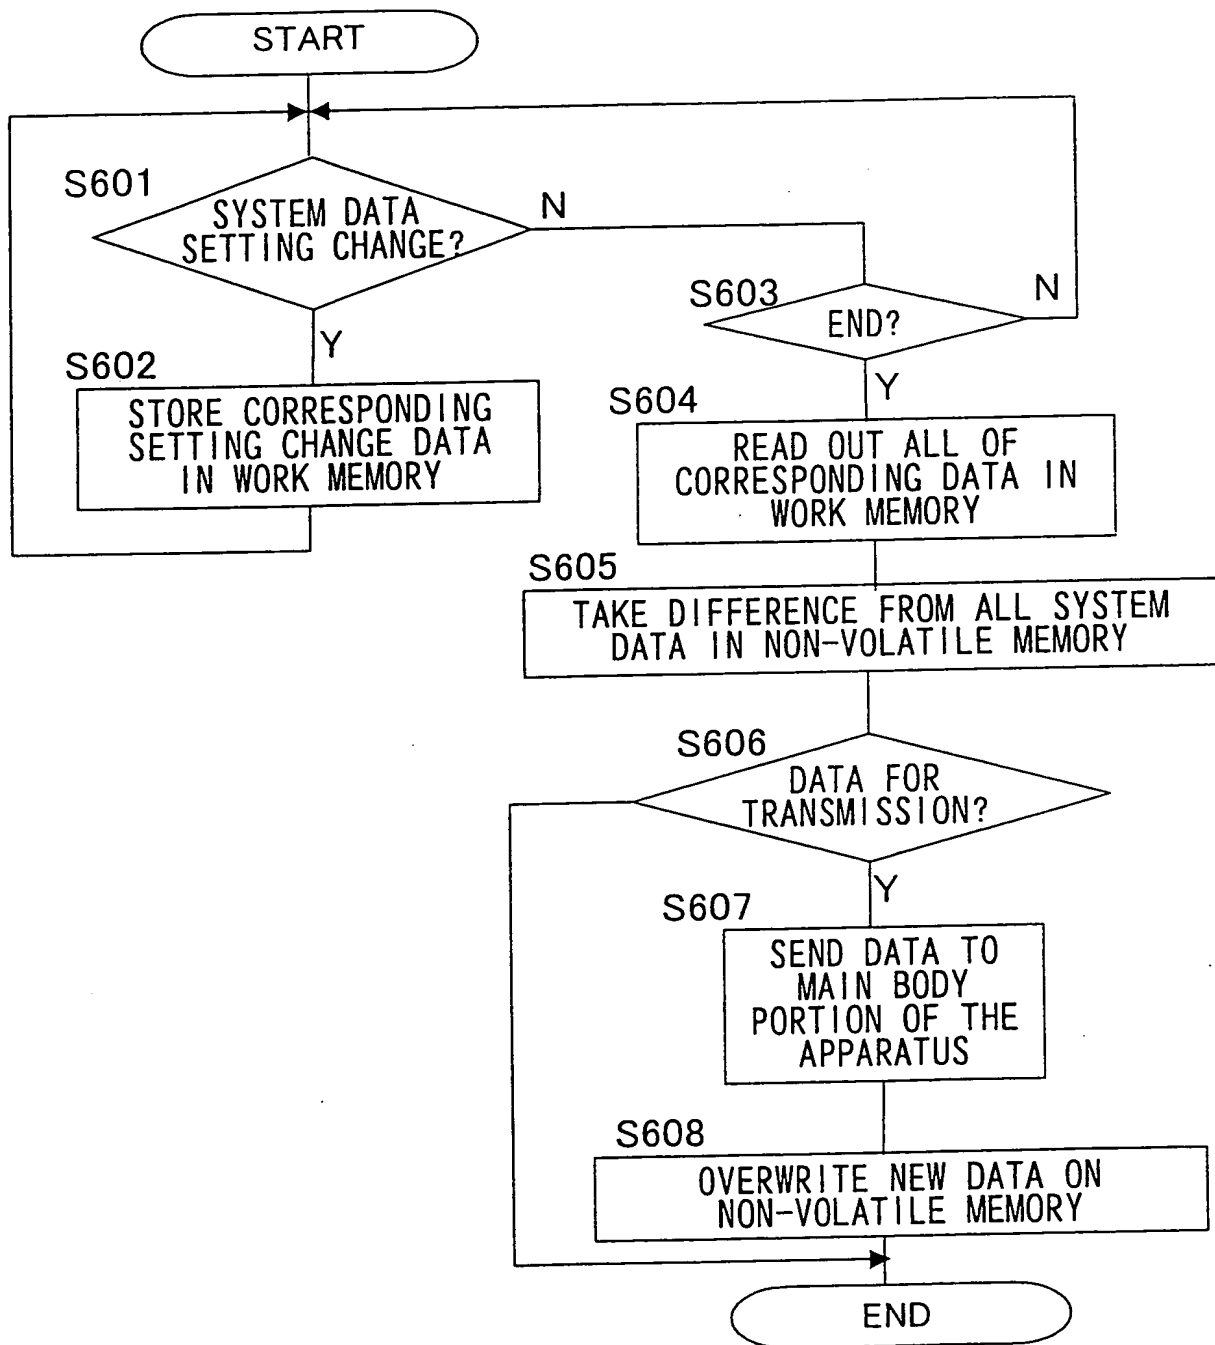 START
S601
SYSTEM DATA
SETTING CHANGE?
N
Y
S602
STORE CORRESPONDING
SETTING CHANGE DATA
IN WORK MEMORY
S603
END?
N
Y
S604
READ OUT ALL OF
CORRESPONDING DATA IN
WORK MEMORY
S605
TAKE DIFFERENCE FROM ALL SYSTEM
DATA IN NON-VOLATILE MEMORY
S606
DATA FOR
TRANSMISSION?
Y
S607
SEND DATA TO
MAIN BODY
PORTION OF THE
APPARATUS
S608
OVERWRITE NEW DATA ON
NON-VOLATILE MEMORY
END